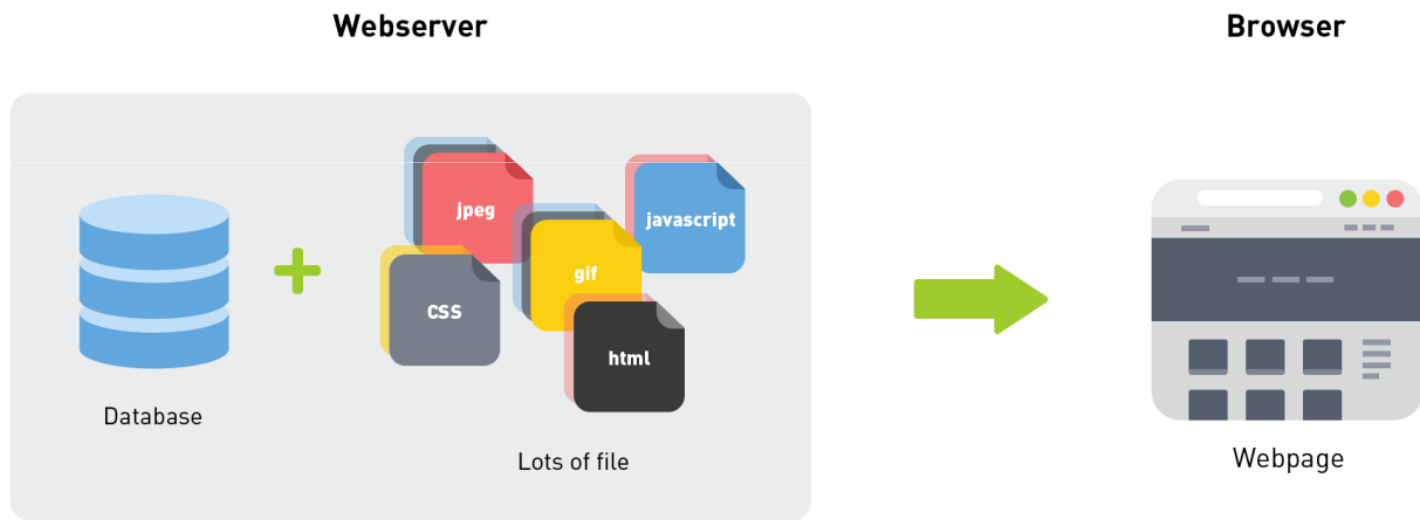 Webserver
Browser
jpeg
javascript
gif
CSS
html
Database
Lots of file
Webpage